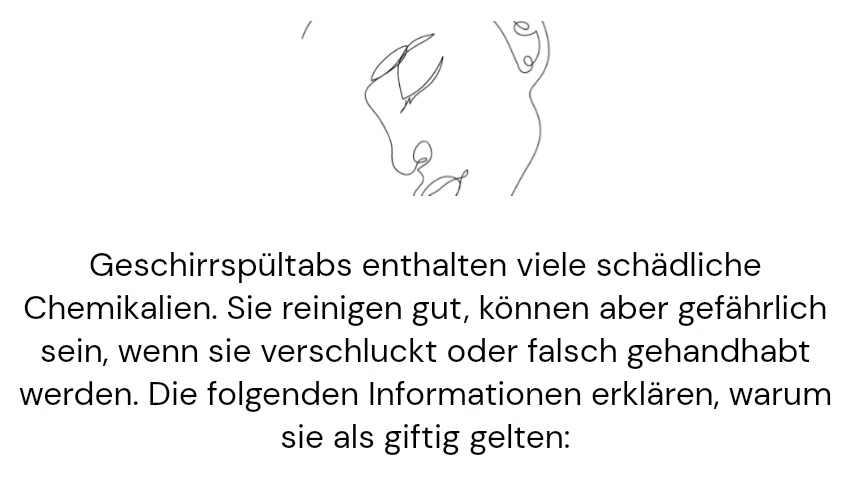 Geschirrspültabs enthalten viele schädliche
Chemikalien. Sie reinigen gut, können aber gefährlich
sein, wenn sie verschluckt oder falsch gehandhabt
werden. Die folgenden Informationen erklären, warum
sie als giftig gelten: